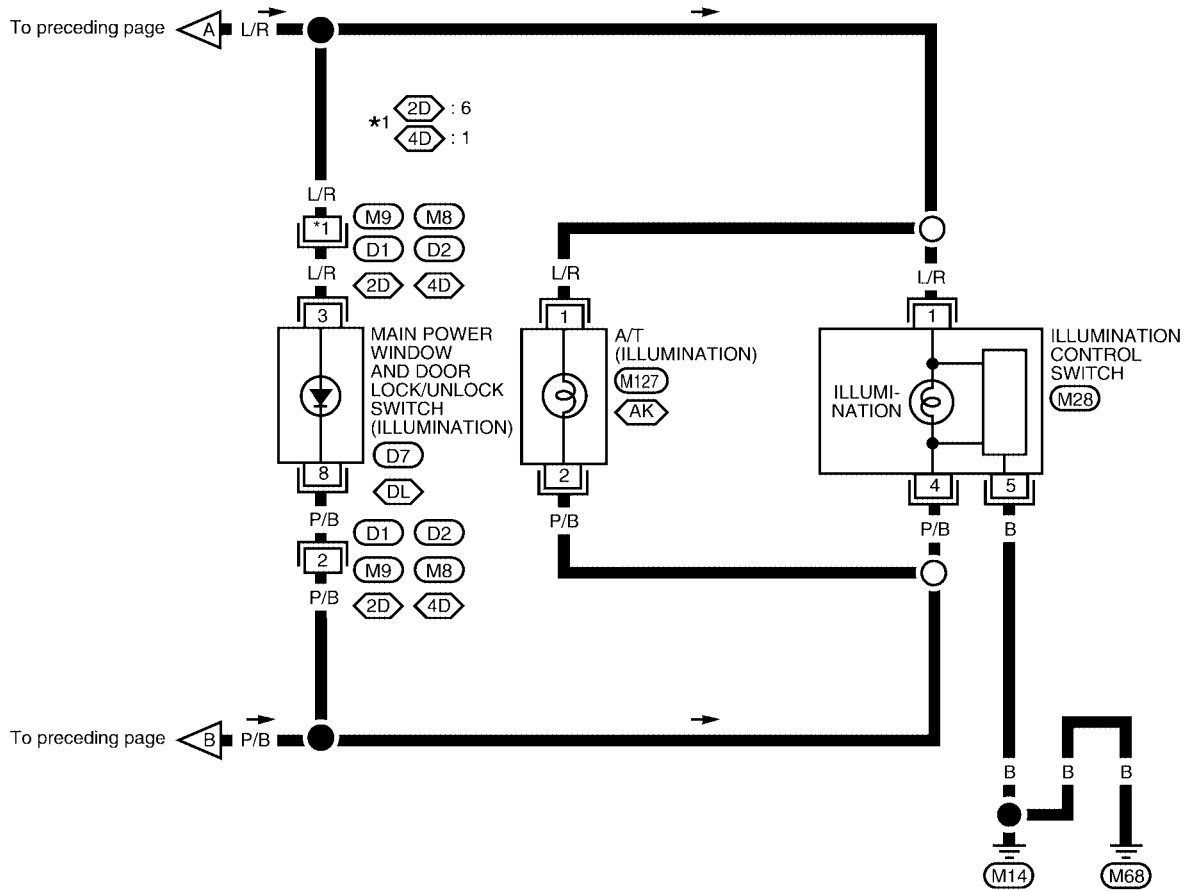 To preceding page
A
L/R
2D : 6
*1
4D : 1
L/R
*1
M9 M8
D1 D2
L/R
2D 4D
L/R
L/R
3
MAIN POWER
WINDOW
AND DOOR
LOCK/UNLOCK
SWITCH
(ILLUMINATION)
D7
8
DL
1
A/T
(ILLUMINATION)
M127
AK
2
1
ILLUMINATION
CONTROL
SWITCH
M28
ILLUMI-
NATION
4
5
P/B
P/B
P/B
B
D1 D2
2
M9 M8
P/B
2D 4D
To preceding page
B
P/B
B
B
B
M14
M68